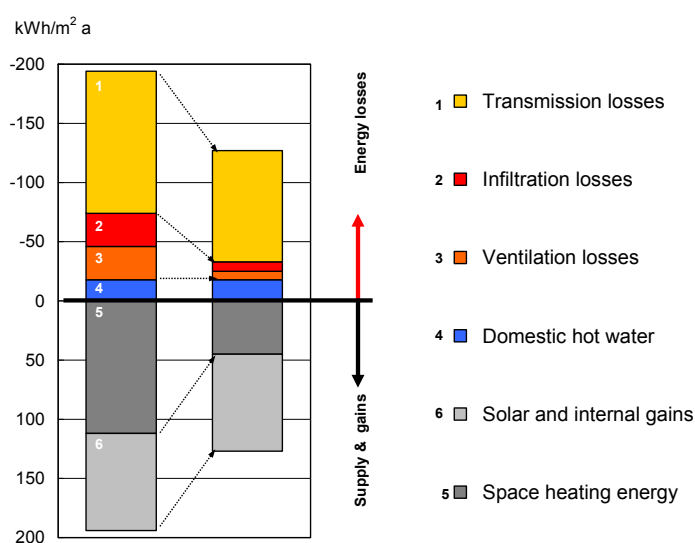 kWh/m² a
-200
-150
-100
-50
0
50
100
150
200
1
2
3
4
5
6
Energy losses
Supply & gains
1 Transmission losses
2 Infiltration losses
3 Ventilation losses
4 Domestic hot water
6 Solar and internal gains
5 Space heating energy